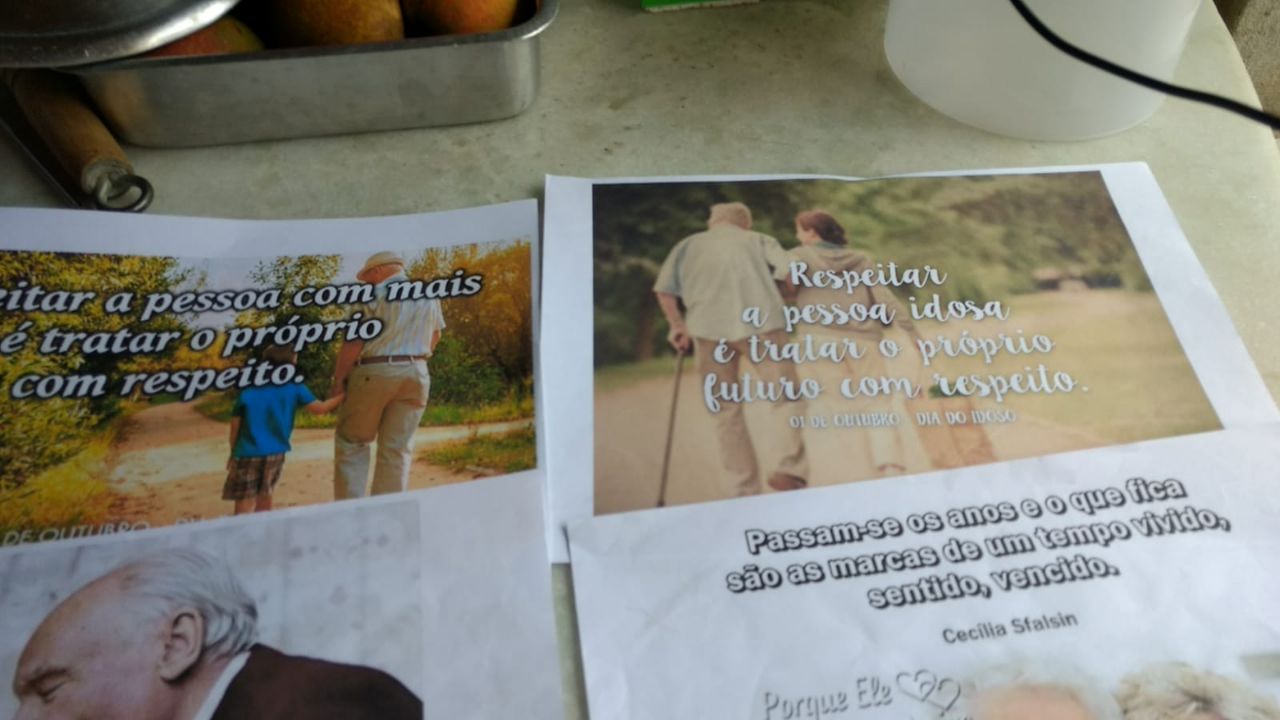 eitar a pessoa com mais
é tratar o próprio
com respeito.
DE OUTUBRO
Respeitar
a pessoa idosa
é tratar o próprio
futuro com respeito.
01 DE OUTUBRO DIA DO IDOSO
Passam-se os anos e o que fica
são as marcas de um tempo vivido,
sentido, vencido.
Cecília Sfalsin
Porque Ele